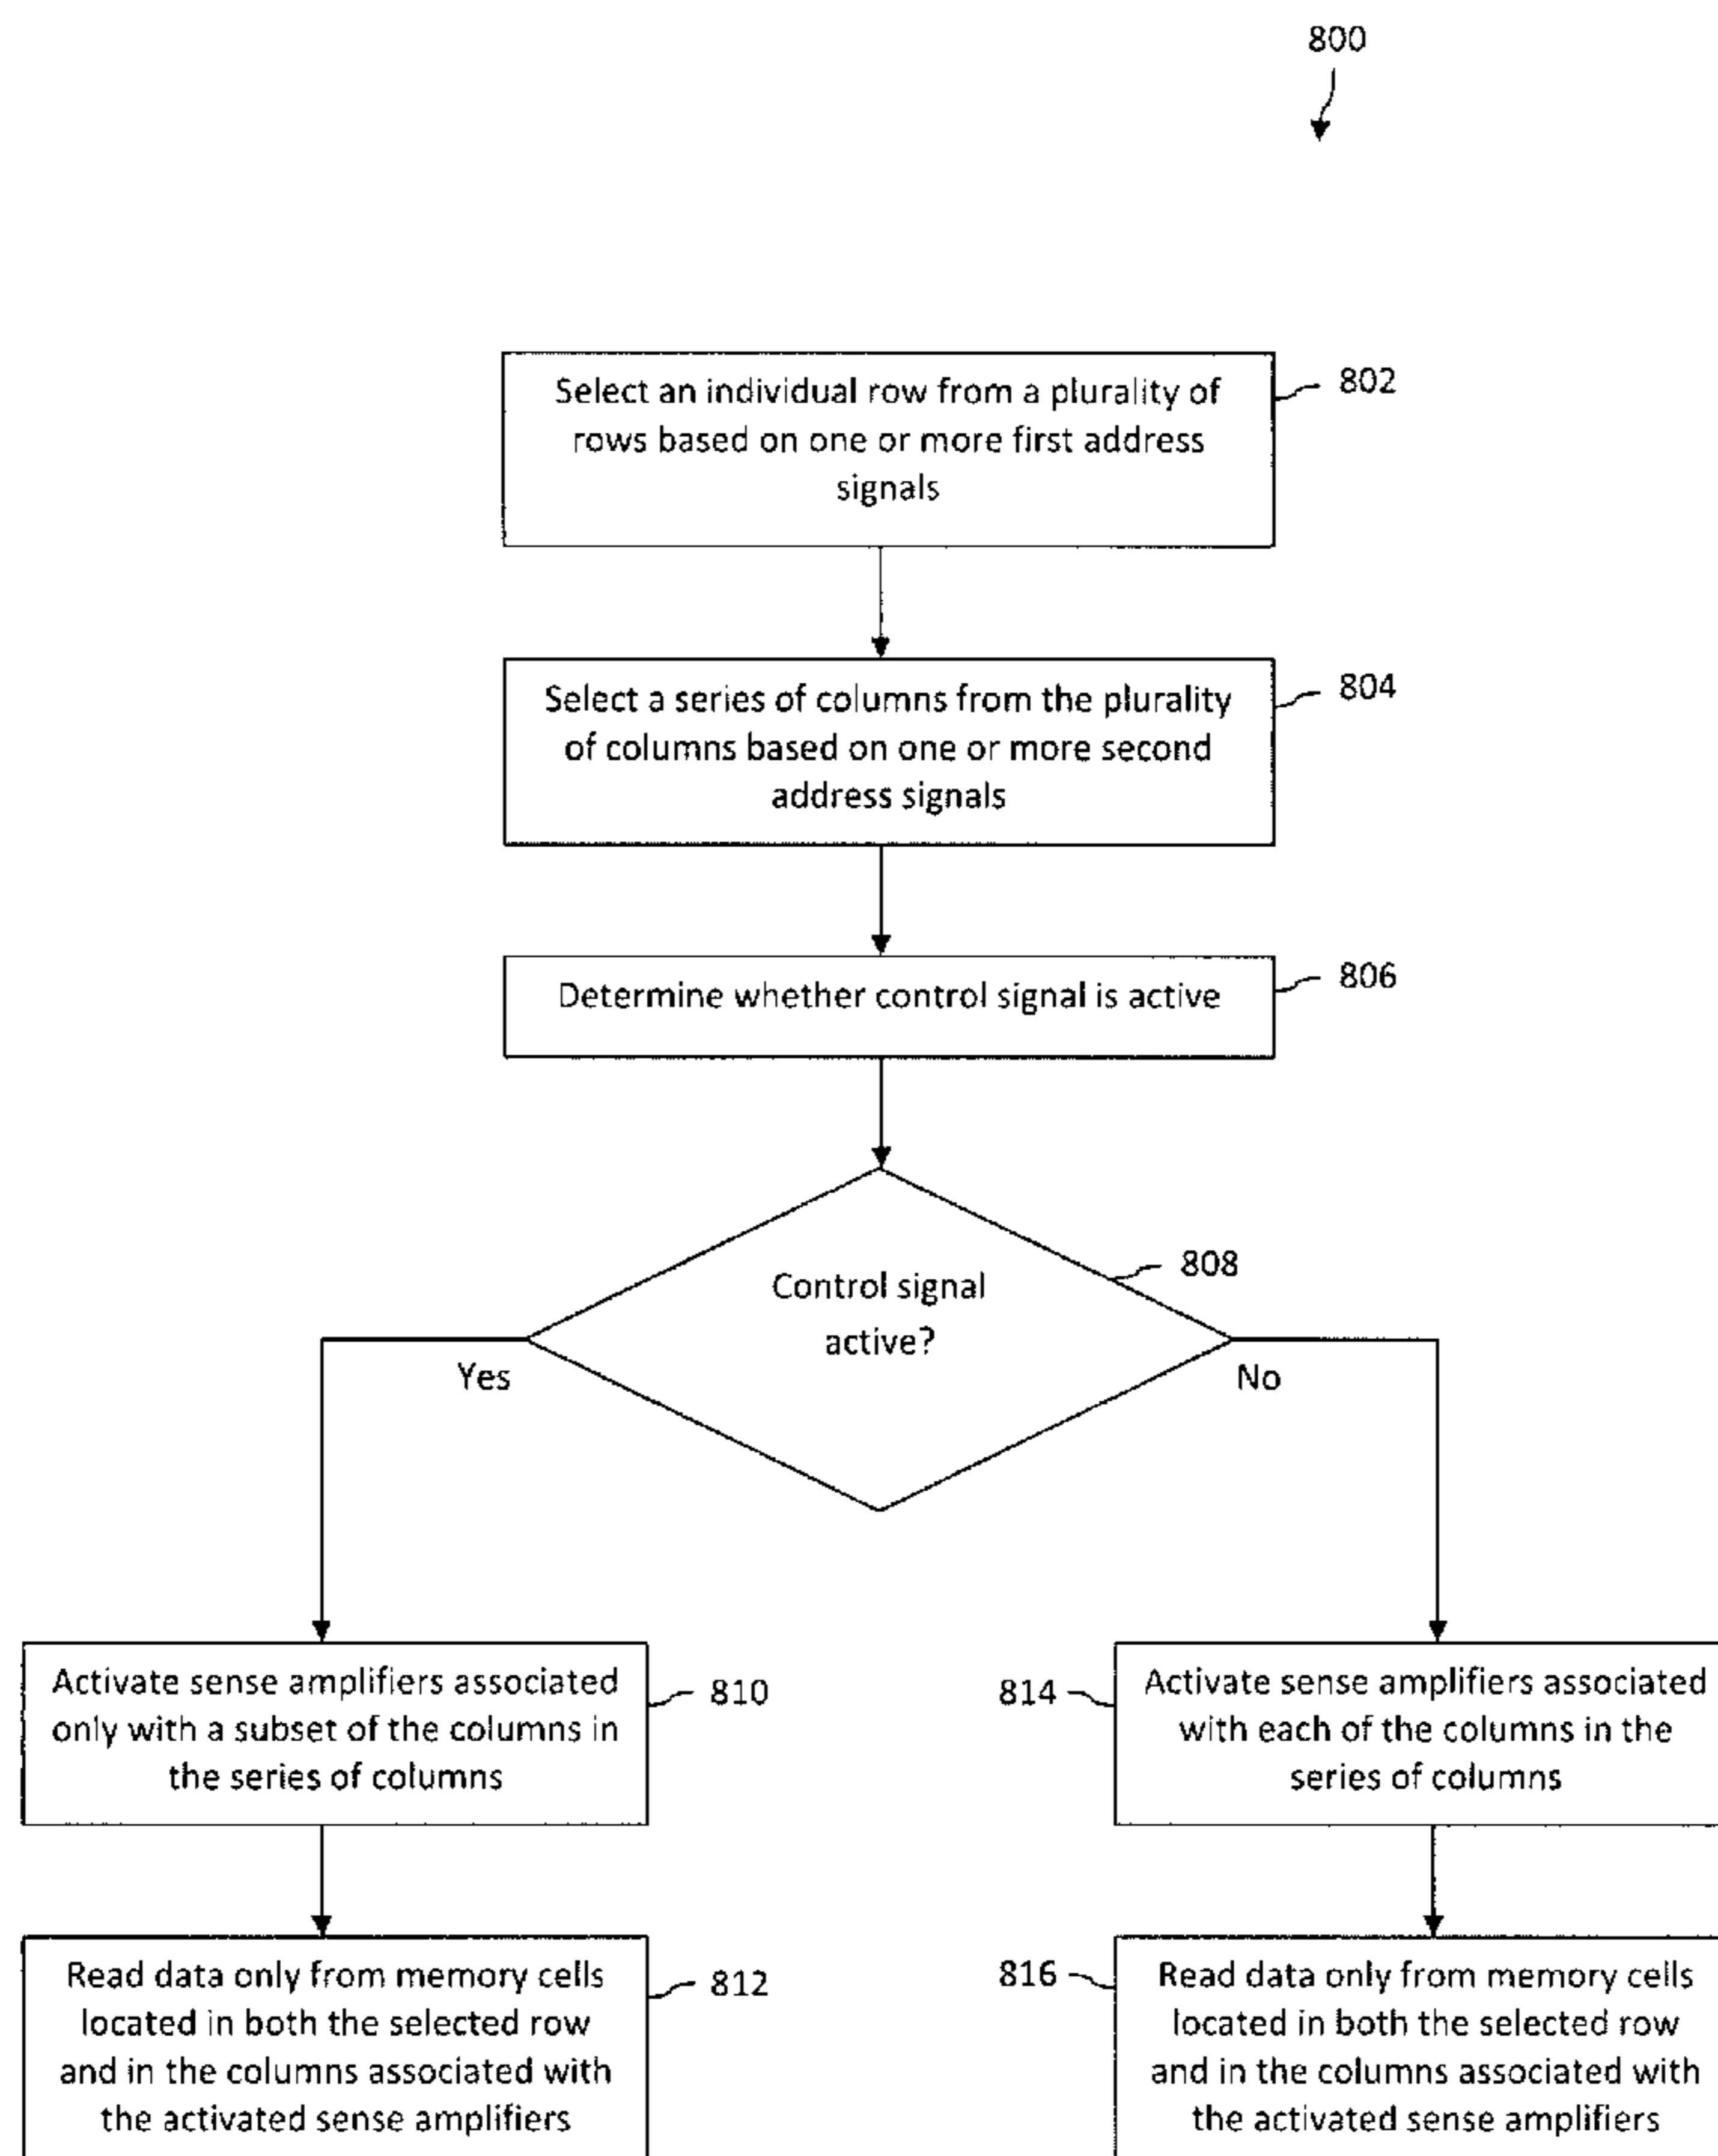 800
Select an individual row from a plurality of
rows based on one or more first address
signals
802
Select a series of columns from the plurality
of columns based on one or more second
address signals
804
Determine whether control signal is active
806
Control signal
active?
808
Yes
No
Activate sense amplifiers associated
only with a subset of the columns in
the series of columns
810
814
Activate sense amplifiers associated
with each of the columns in the
series of columns
Read data only from memory cells
located in both the selected row
and in the columns associated with
the activated sense amplifiers
812
816
Read data only from memory cells
located in both the selected row
and in the columns associated with
the activated sense amplifiers